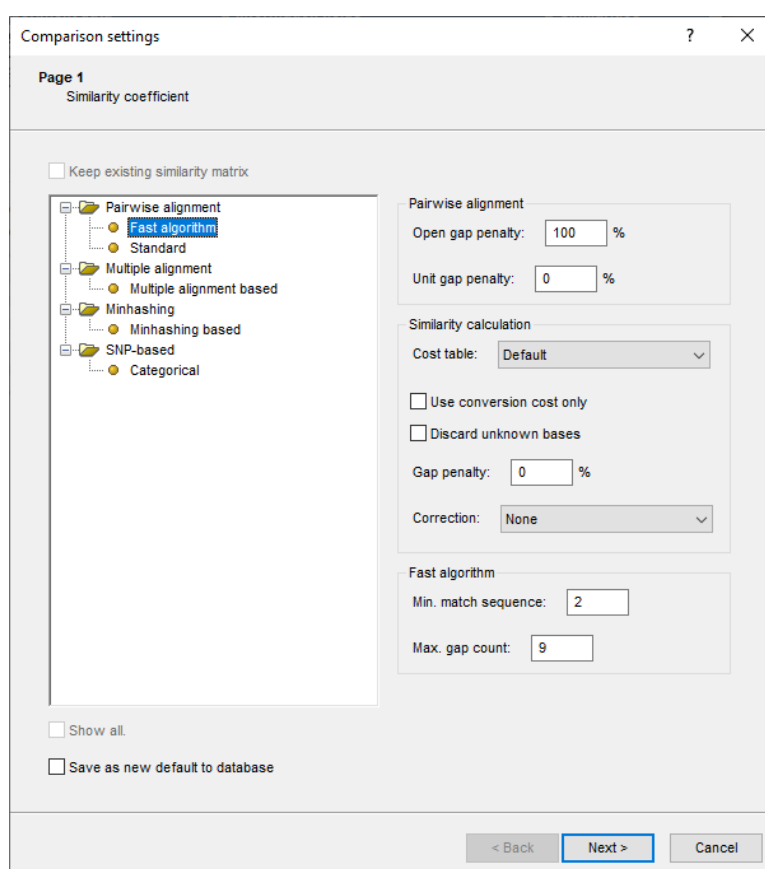 Comparison settings
?
Page 1
Similarity coefficient
Keep existing similarity matrix
Pairwise alignment
Fast algorithm
Standard
Multiple alignment
Multiple alignment based
Minhashing
Minhashing based
SNP-based
Categorical
Pairwise alignment
Open gap penalty: 100 %
Unit gap penalty: 0 %
Similarity calculation
Cost table: Default
Use conversion cost only
Discard unknown bases
Gap penalty: 0 %
Correction: None
Fast algorithm
Min. match sequence: 2
Max. gap count: 9
Show all.
Save as new default to database
< Back Next > Cancel